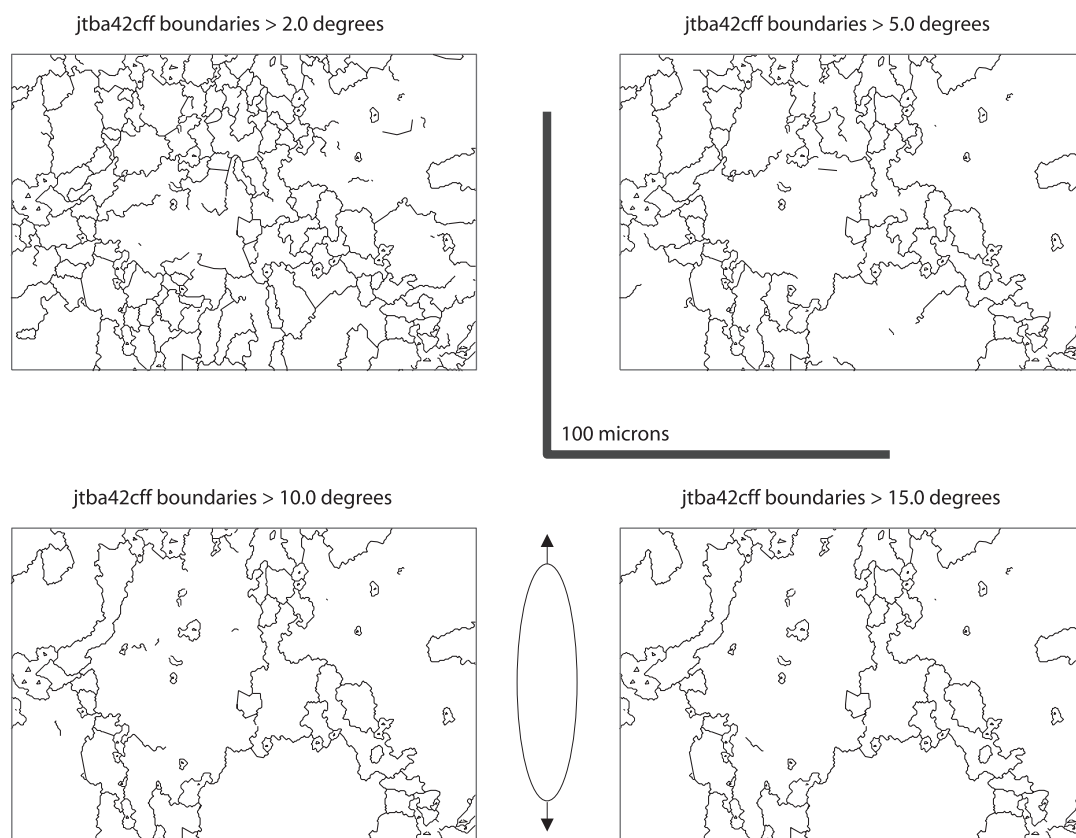 jtba42cff boundaries > 2.0 degrees
jtba42cff boundaries > 5.0 degrees
100 microns
jtba42cff boundaries > 10.0 degrees
jtba42cff boundaries > 15.0 degrees